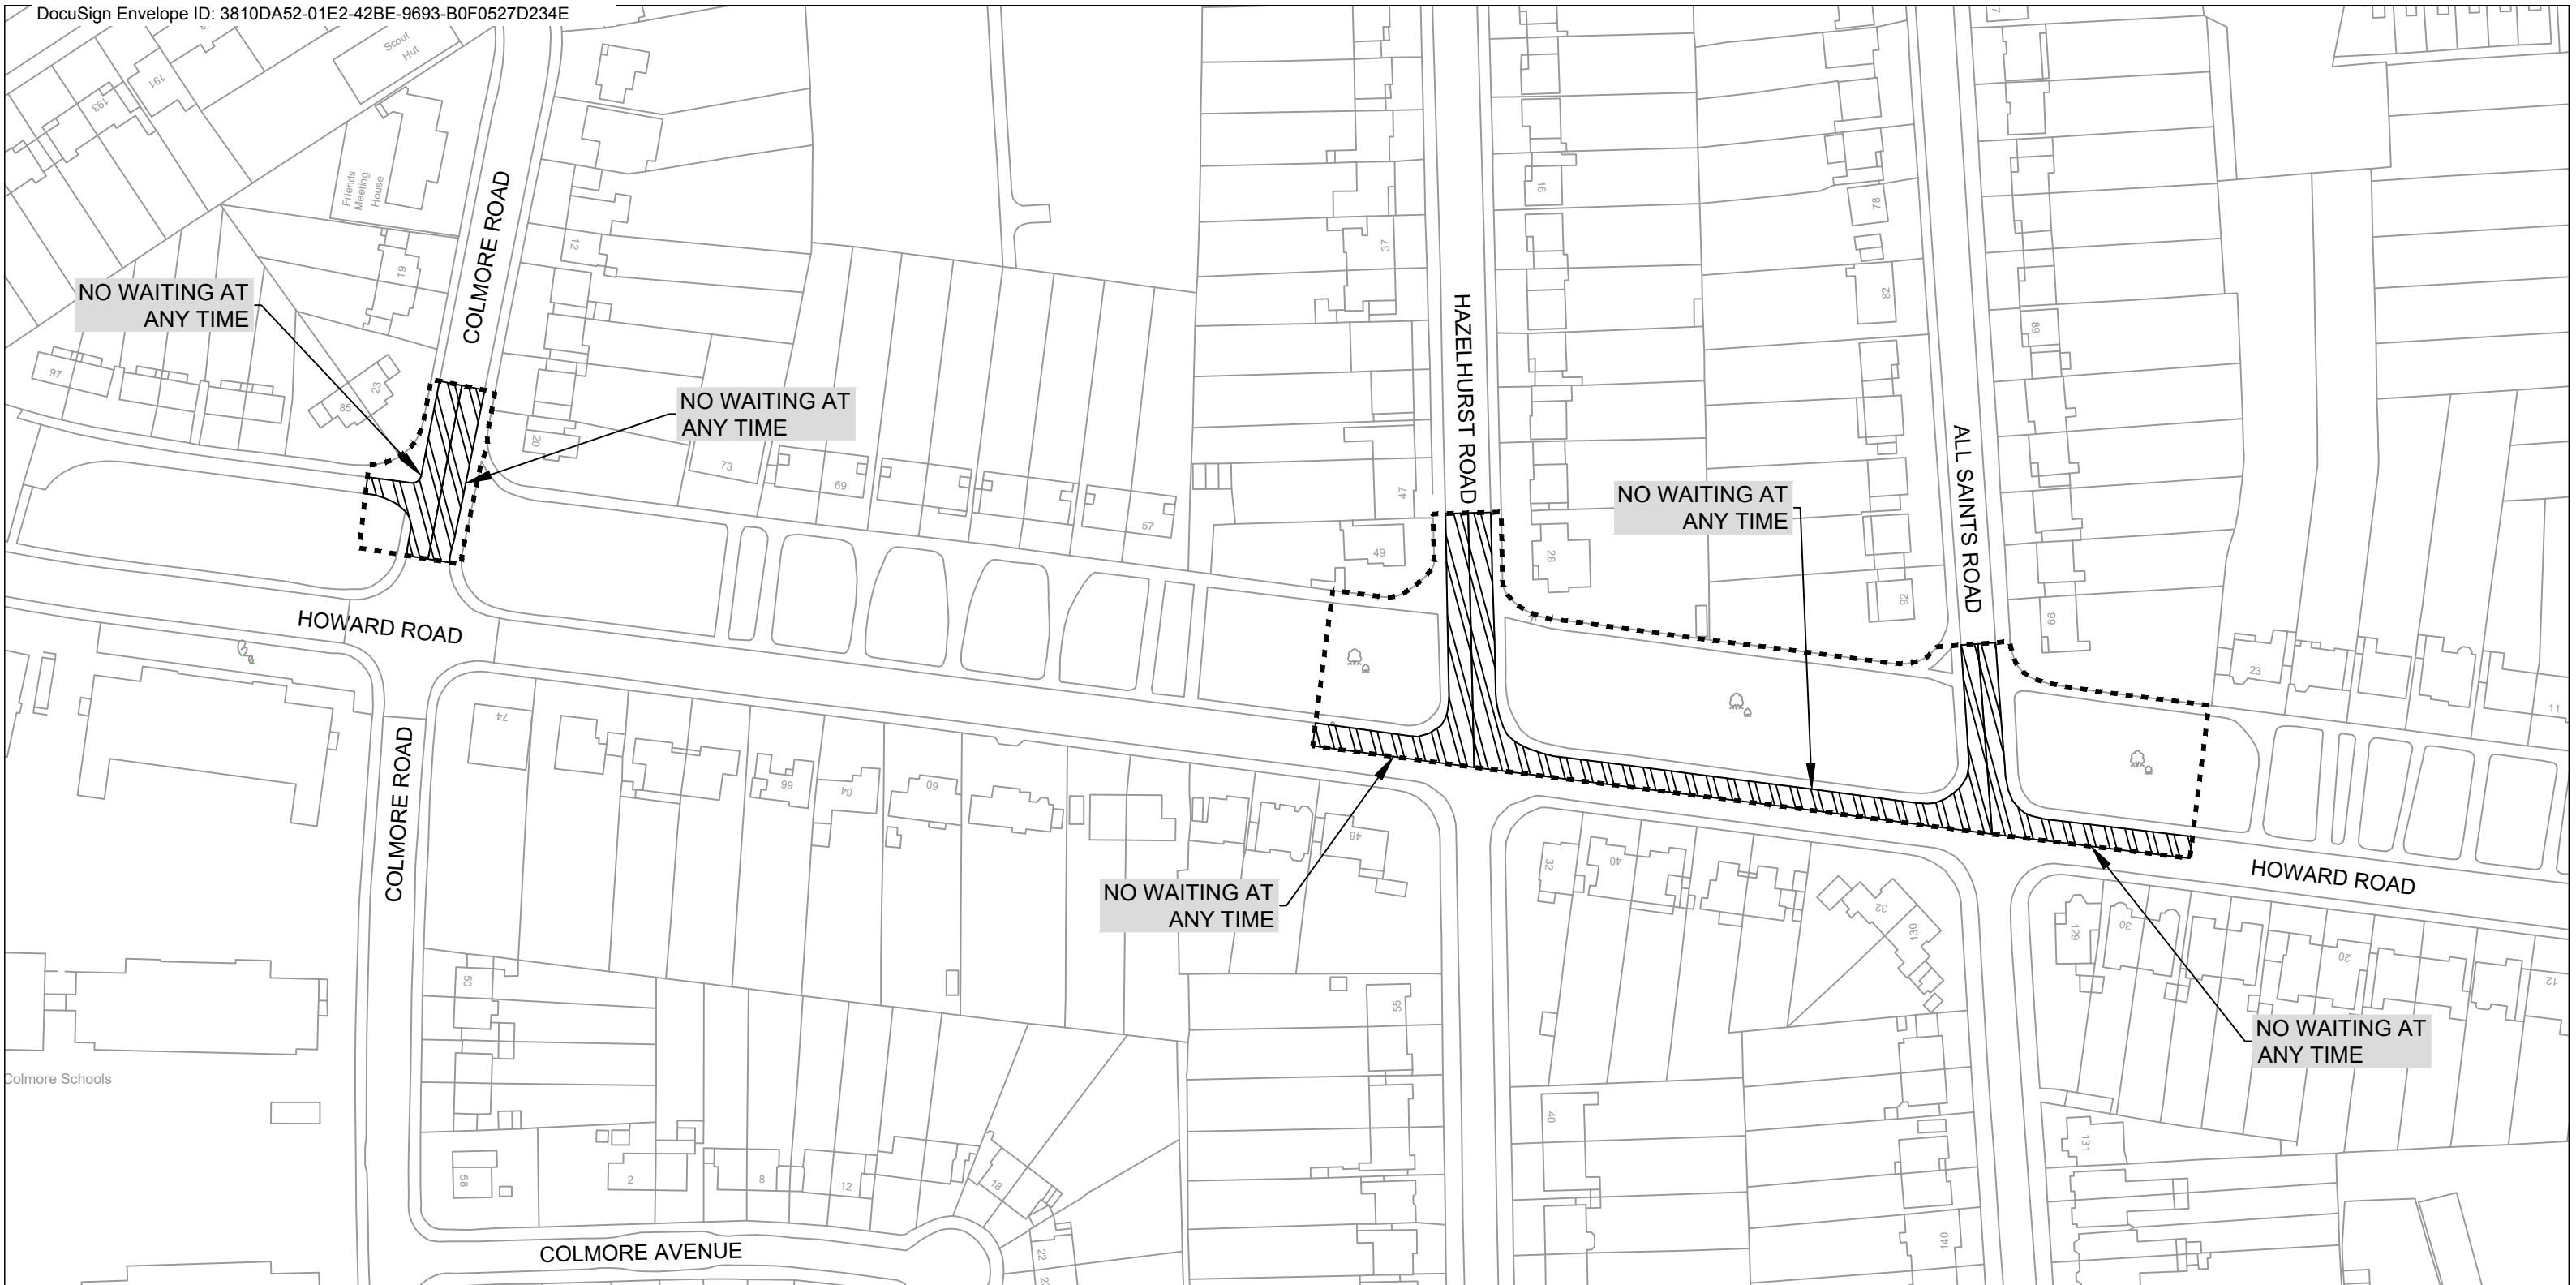 DocuSign Envelope ID: 3810DA52-01E2-42BE-9693-B0F0527D234E
Scout
Hut
191
193
Friends
Meeting
House
COLMORE ROAD
12
19
NO WAITING AT
ANY TIME
97
23
85
20
NO WAITING AT
ANY TIME
73
69
57
16
37
78
82
89
HAZELHURST ROAD
47
49
28
NO WAITING AT
ANY TIME
ALL SAINTS ROAD
92
99
23
11
HOWARD ROAD
74
66
64
60
48
COLMORE ROAD
NO WAITING AT
ANY TIME
32
40
32
130
HOWARD ROAD
129
30
20
12
50
55
NO WAITING AT
ANY TIME
Colmore Schools
40
131
58
2
8
12
18
22
140
COLMORE AVENUE